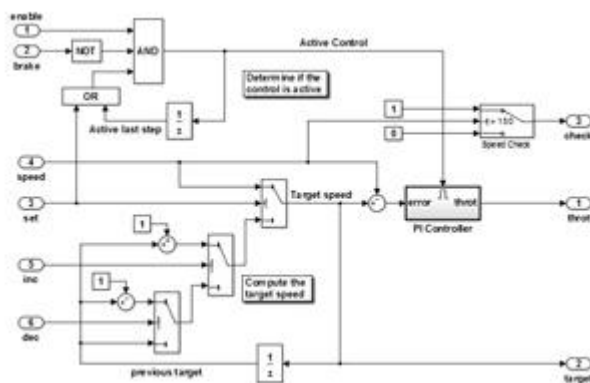 enable
1
2
brake
NOT
AND
OR
Active Control
Determine if the
control is active
Active last step
1
z
1
0
Speed Check
3
check
4
speed
3
set
Target speed
error
throt
PI Controller
1
throt
1
5
inc
1
Compute the
target speed
6
dec
previous target
1
z
2
target